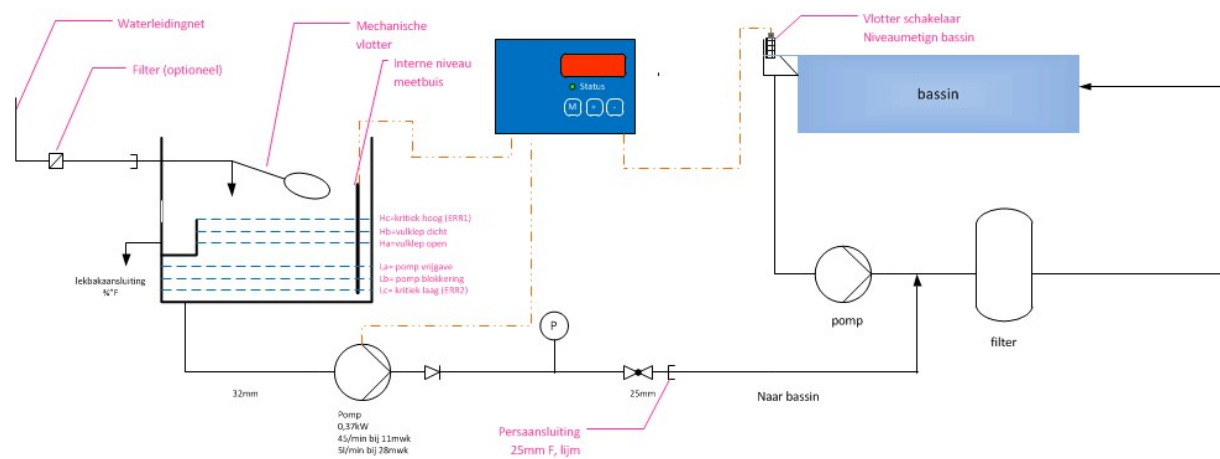 Waterleidingnet
Filter (optioneel)
Mechanische
vlotter
Interne niveau
meetbuis
Status
M + -
Vlotter schakelaar
Niveaumetign bassin
bassin
Hc=kritiek hoog (ERR1)
Hb=vulklep dicht
Ha=vulklep open
La= pomp vrijgave
Lb= pomp blokkering
Lc= kritiek laag (ERR2)
lekbakaansluiting
¾"F
P
pomp
filter
32mm
25mm
Naar bassin
Pomp
0,37kW
45/min bij 11mwk
5l/min bij 28mwk
Persaansluiting
25mm F, lijm